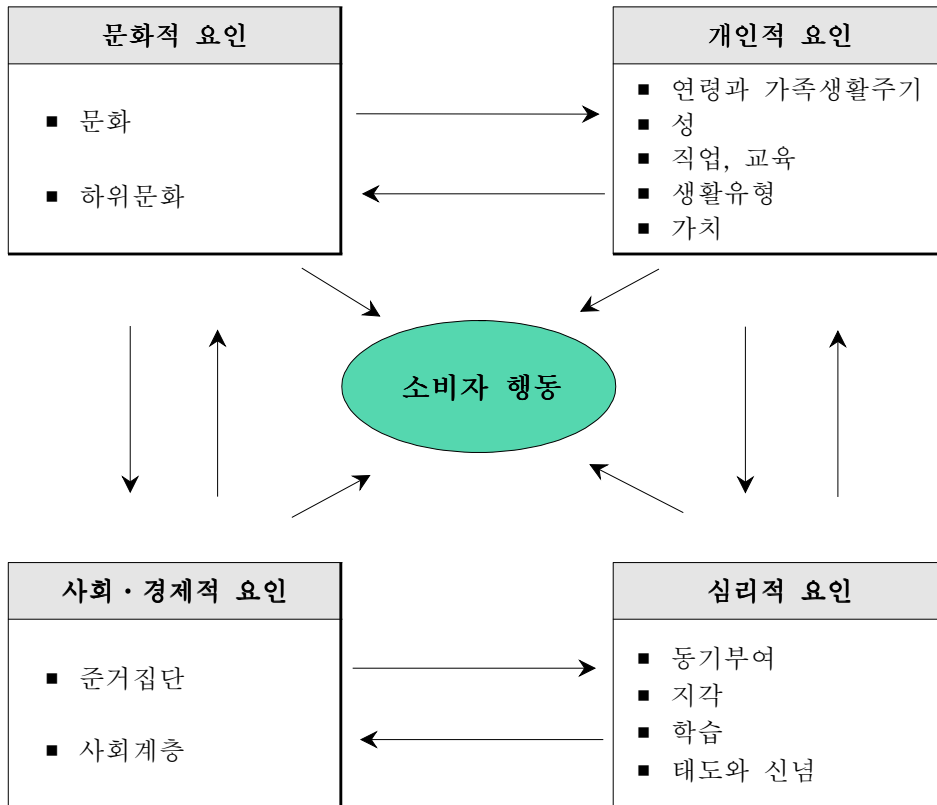 문화적 요인
■ 문화
■ 하위문화
개인적 요인
■ 연령과 가족생활주기
■ 성
■ 직업, 교육
■ 생활유형
■ 가치
소비자 행동
사회·경제적 요인
■ 준거집단
■ 사회계층
심리적 요인
■ 동기부여
■ 지각
■ 학습
■ 태도와 신념